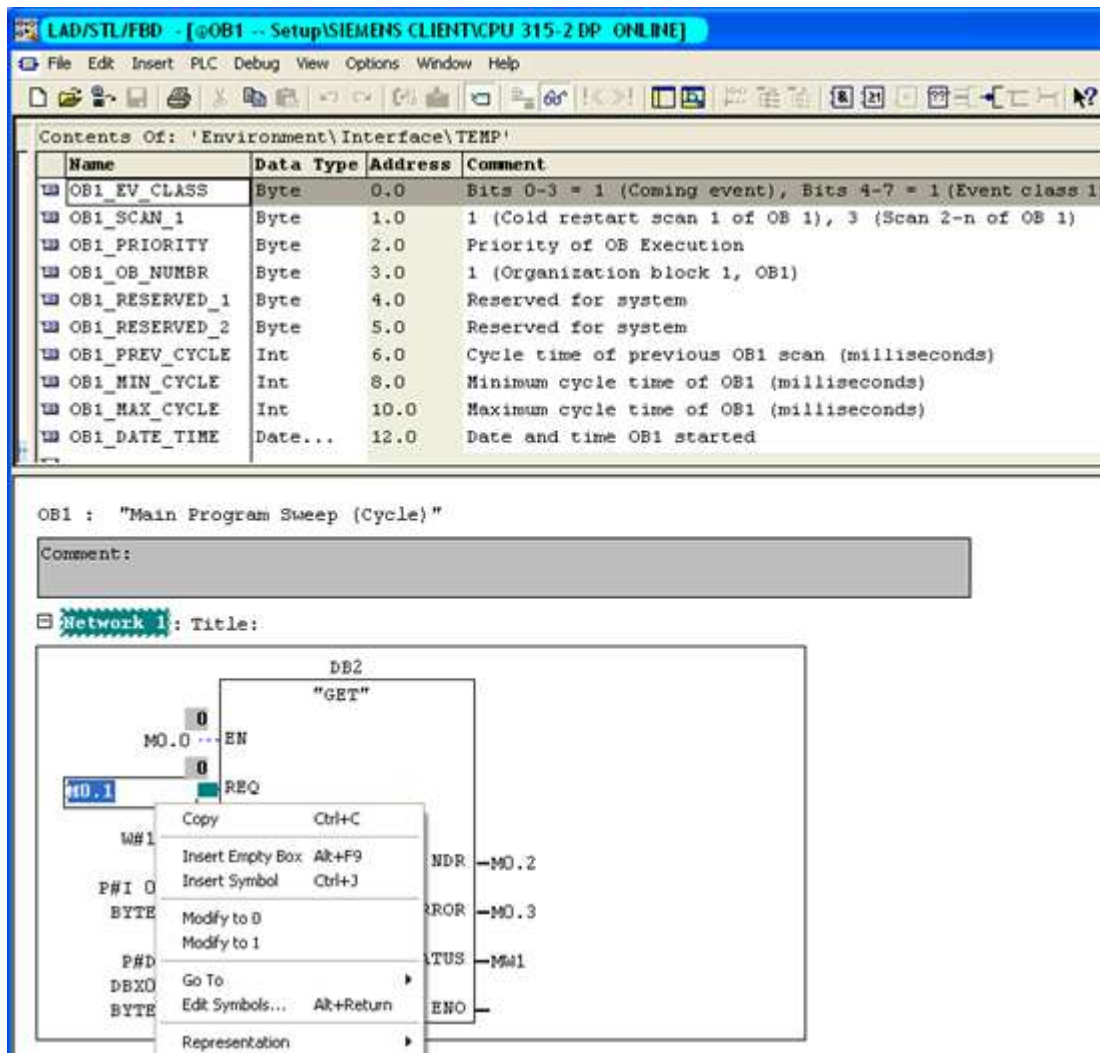 LAD/STL/FBD - [@OB1 -- Setup\SIEMENS CLIENT\CPU 315-2 DP ONLINE]
File Edit Insert PLC Debug View Options Window Help
Contents Of: 'Environment\Interface\TEMP'
Name Data Type Address Comment
OB1_EV_CLASS Byte 0.0 Bits 0-3 = 1 (Coming event), Bits 4-7 = 1 (Event class 1
OB1_SCAN_1 Byte 1.0 1 (Cold restart scan 1 of OB 1), 3 (Scan 2-n of OB 1)
OB1_PRIORITY Byte 2.0 Priority of OB Execution
OB1_OB_NUMBR Byte 3.0 1 (Organization block 1, OB1)
OB1_RESERVED_1 Byte 4.0 Reserved for system
OB1_RESERVED_2 Byte 5.0 Reserved for system
OB1_PREV_CYCLE Int 6.0 Cycle time of previous OB1 scan (milliseconds)
OB1_MIN_CYCLE Int 8.0 Minimum cycle time of OB1 (milliseconds)
OB1_MAX_CYCLE Int 10.0 Maximum cycle time of OB1 (milliseconds)
OB1_DATE_TIME Date... 12.0 Date and time OB1 started
OB1 : "Main Program Sweep (Cycle)"
Comment:
Network 1: Title:
DB2
"GET"
0
M0.0 EN
0
M0.1 REQ
Copy Ctrl+C
W#1
Insert Empty Box Alt+F9
NDR M0.2
Insert Symbol Ctrl+J
P#I 0
BYTE
Modify to 0
RROR M0.3
Modify to 1
P#D
ATUS MW1
DBX0
Go To
BYTE
Edit Symbols... Alt+Return
ENO
Representation